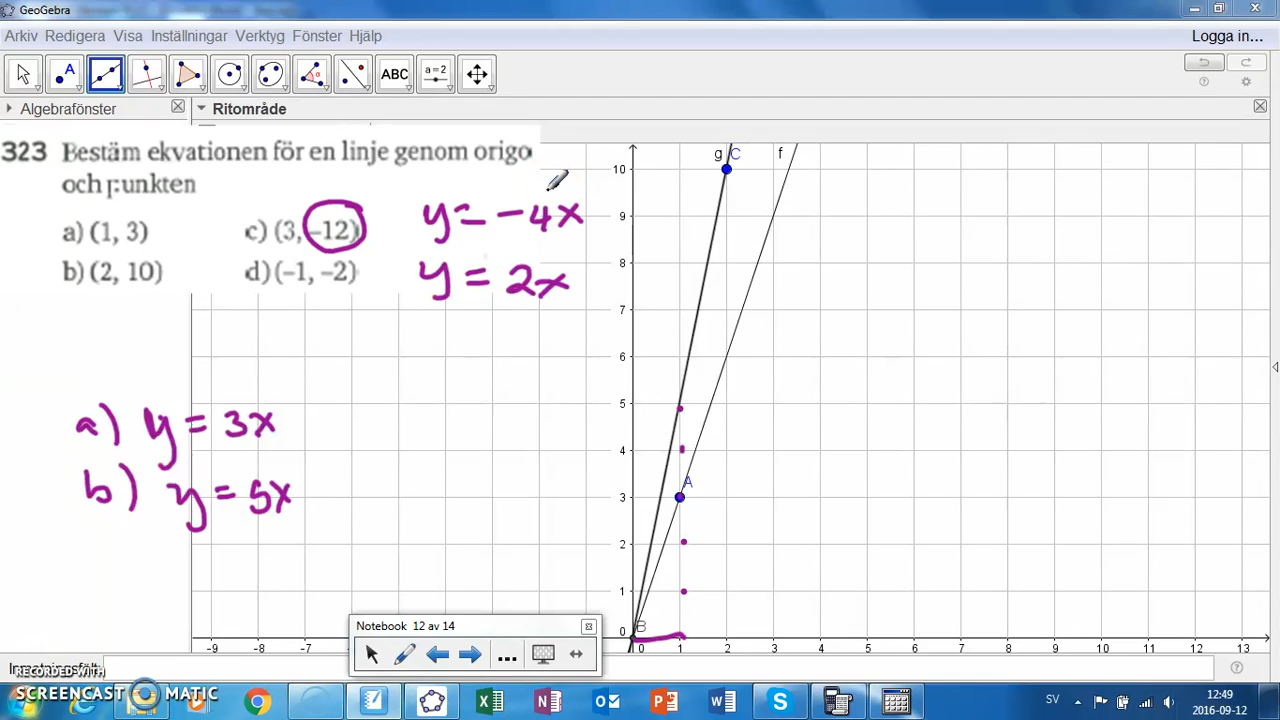 GeoGebra
Arkiv Redigera Visa Inställningar Verktyg Fönster Hjälp
Logga in...
A
ABC
a=2
Algebrafönster
Ritområde
323 Bestäm ekvationen för en linje genom origo
och punkten
a) (1, 3)
c) (3, -12)
y = -4x
b) (2, 10)
d) (-1, -2)
y = 2x
a) y = 3x
b) y = 5x
g C
f
A
B
10
9
8
7
6
5
4
3
2
1
0
-9 -8 -7 0 1 2 3 4 5 6 7 8 9 10 11 12 13
Notebook 12 av 14
...
RECORDED WITH
SCREENCAST MATIC
SV
12:49
2016-09-12